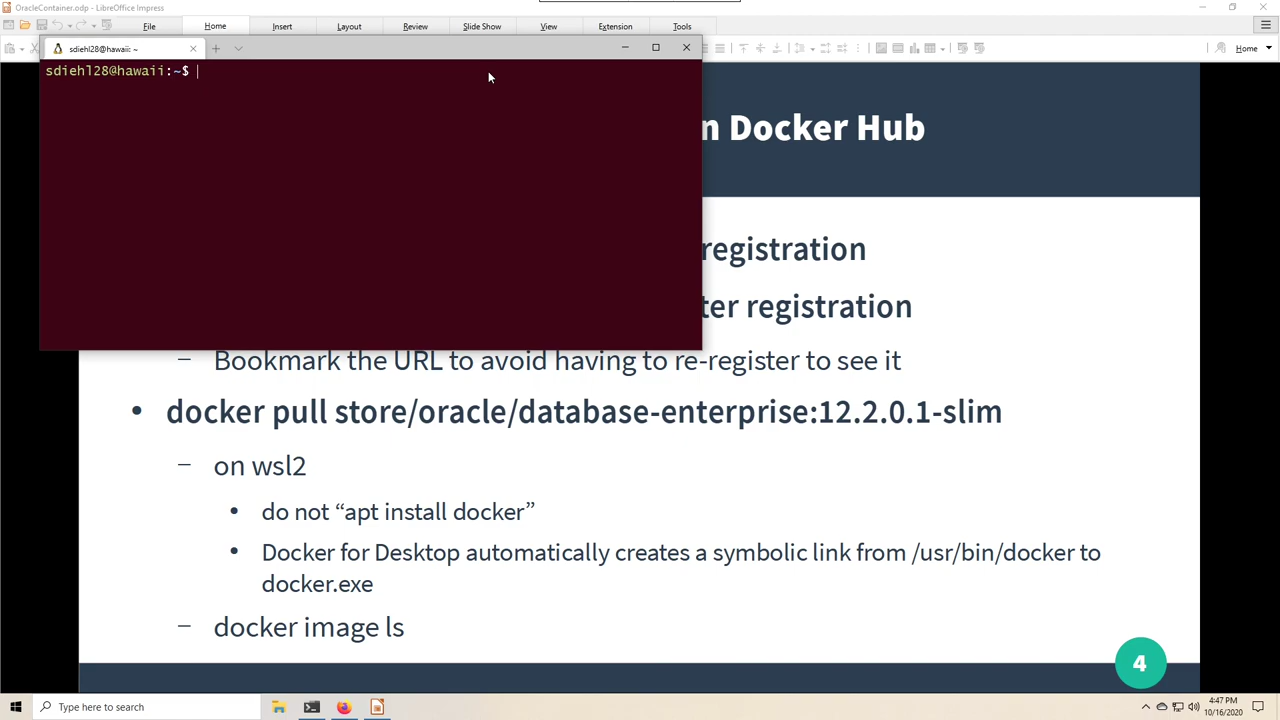 OracleContainer.odp - LibreOffice Impress
File Home Insert Layout Review Slide Show View Extension Tools
sdiehl28@hawaii: ~
Home
sdiehl28@hawaii:~$
n Docker Hub
registration
ter registration
– Bookmark the URL to avoid having to re-register to see it
• docker pull store/oracle/database-enterprise:12.2.0.1-slim
– on wsl2
• do not “apt install docker”
• Docker for Desktop automatically creates a symbolic link from /usr/bin/docker to
docker.exe
– docker image ls
4
Type here to search
4:47 PM
10/16/2020